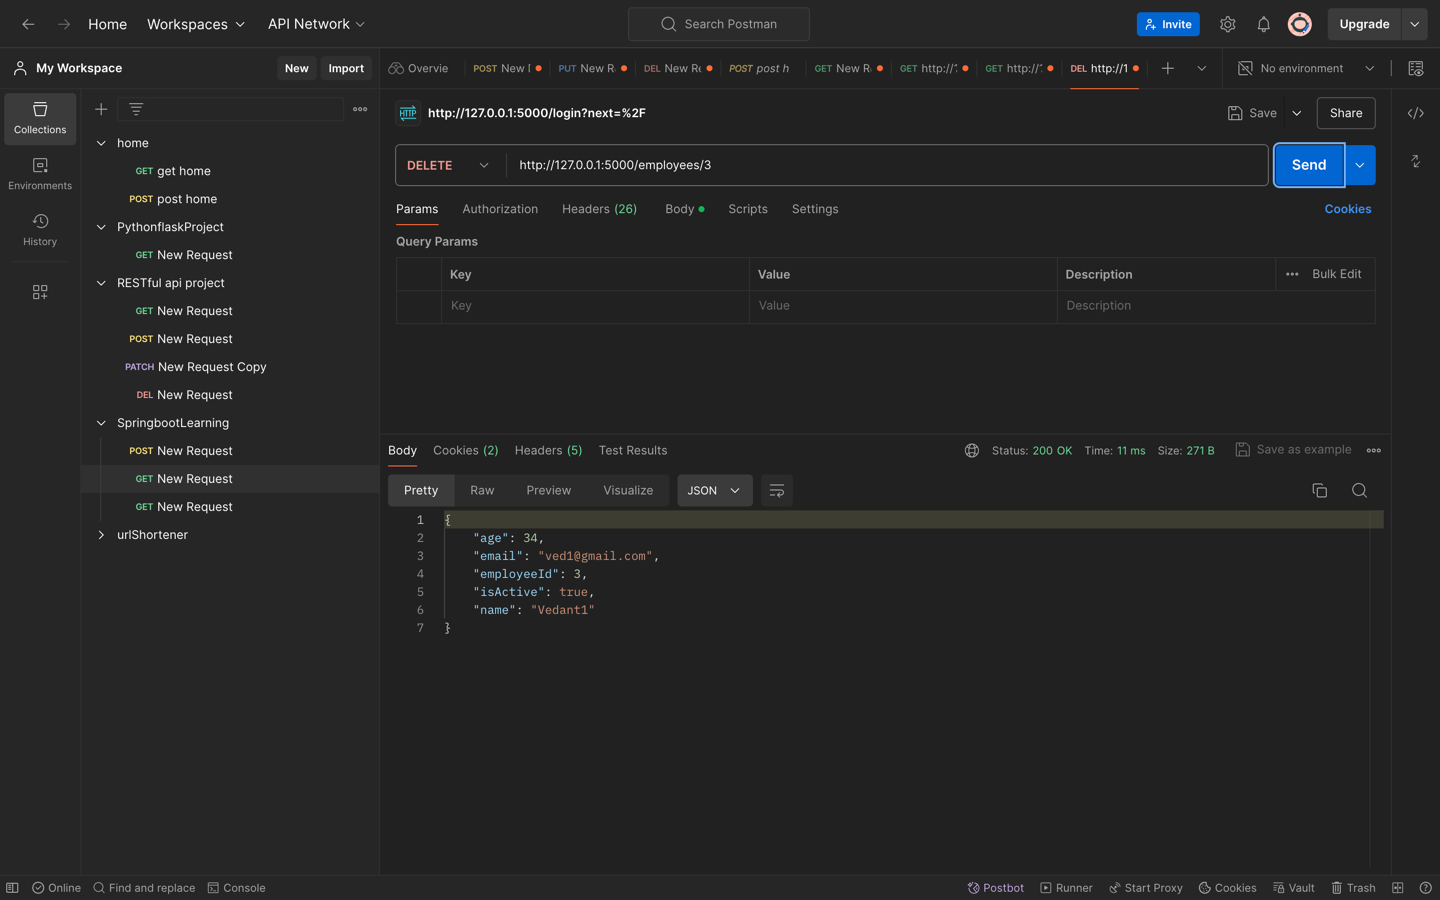 Home Workspaces API Network Search Postman Invite Upgrade
My Workspace New Import Overvie POST New PUT New R DEL New Re POST post h GET New R GET http:// GET http:// DEL http://1 No environment
Collections
Environments
History
home
GET get home
POST post home
PythonflaskProject
GET New Request
RESTful api project
GET New Request
POST New Request
PATCH New Request Copy
DEL New Request
SpringbootLearning
POST New Request
GET New Request
GET New Request
urlShortener
HTTP http://127.0.0.1:5000/login?next=%2F Save Share
DELETE http://127.0.0.1:5000/employees/3 Send
Params Authorization Headers (26) Body Scripts Settings Cookies
Query Params
Key Value Description Bulk Edit
Key Value Description
Body Cookies (2) Headers (5) Test Results Status: 200 OK Time: 11 ms Size: 271 B Save as example
Pretty Raw Preview Visualize JSON
1 {
2 "age": 34,
3 "email": "ved1@gmail.com",
4 "employeeId": 3,
5 "isActive": true,
6 "name": "Vedant1"
7 }
Online Find and replace Console Postbot Runner Start Proxy Cookies Vault Trash